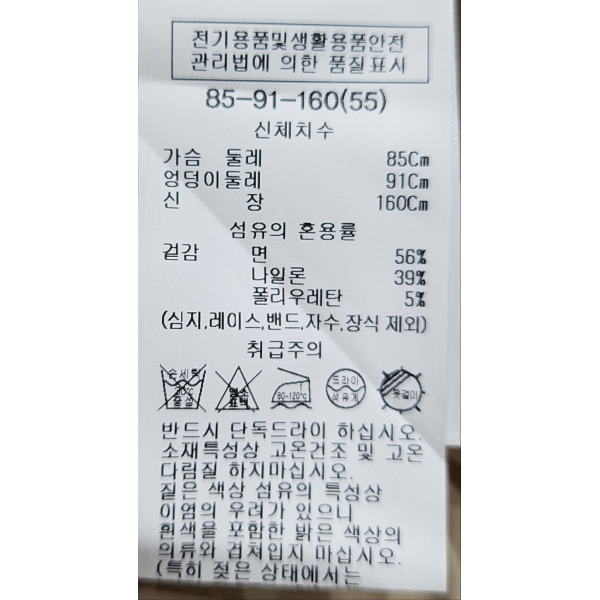 전기용품및생활용품안전
관리법에 의한 품질표시
85-91-160(55)
신체치수
가슴 둘레 85Cm
엉덩이둘레 91Cm
신 장 160Cm
섬유의 혼용률
겉감 면 56%
나일론 39%
폴리우레탄 5%
(심지,레이스,밴드,자수,장식 제외)
취급주의
손세탁 30℃ 중성 염소 표백 80-120℃ 드라이 석유계 옷걸이
반드시 단독드라이 하십시오.
소재특성상 고온건조 및 고온
다림질 하지마십시오.
짙은 색상 섬유의 특성상
이염의 우려가 있으니
흰색을 포함한 밝은 색상의
의류와 겹쳐입지 마십시오.
(특히 젖은 상태에서는